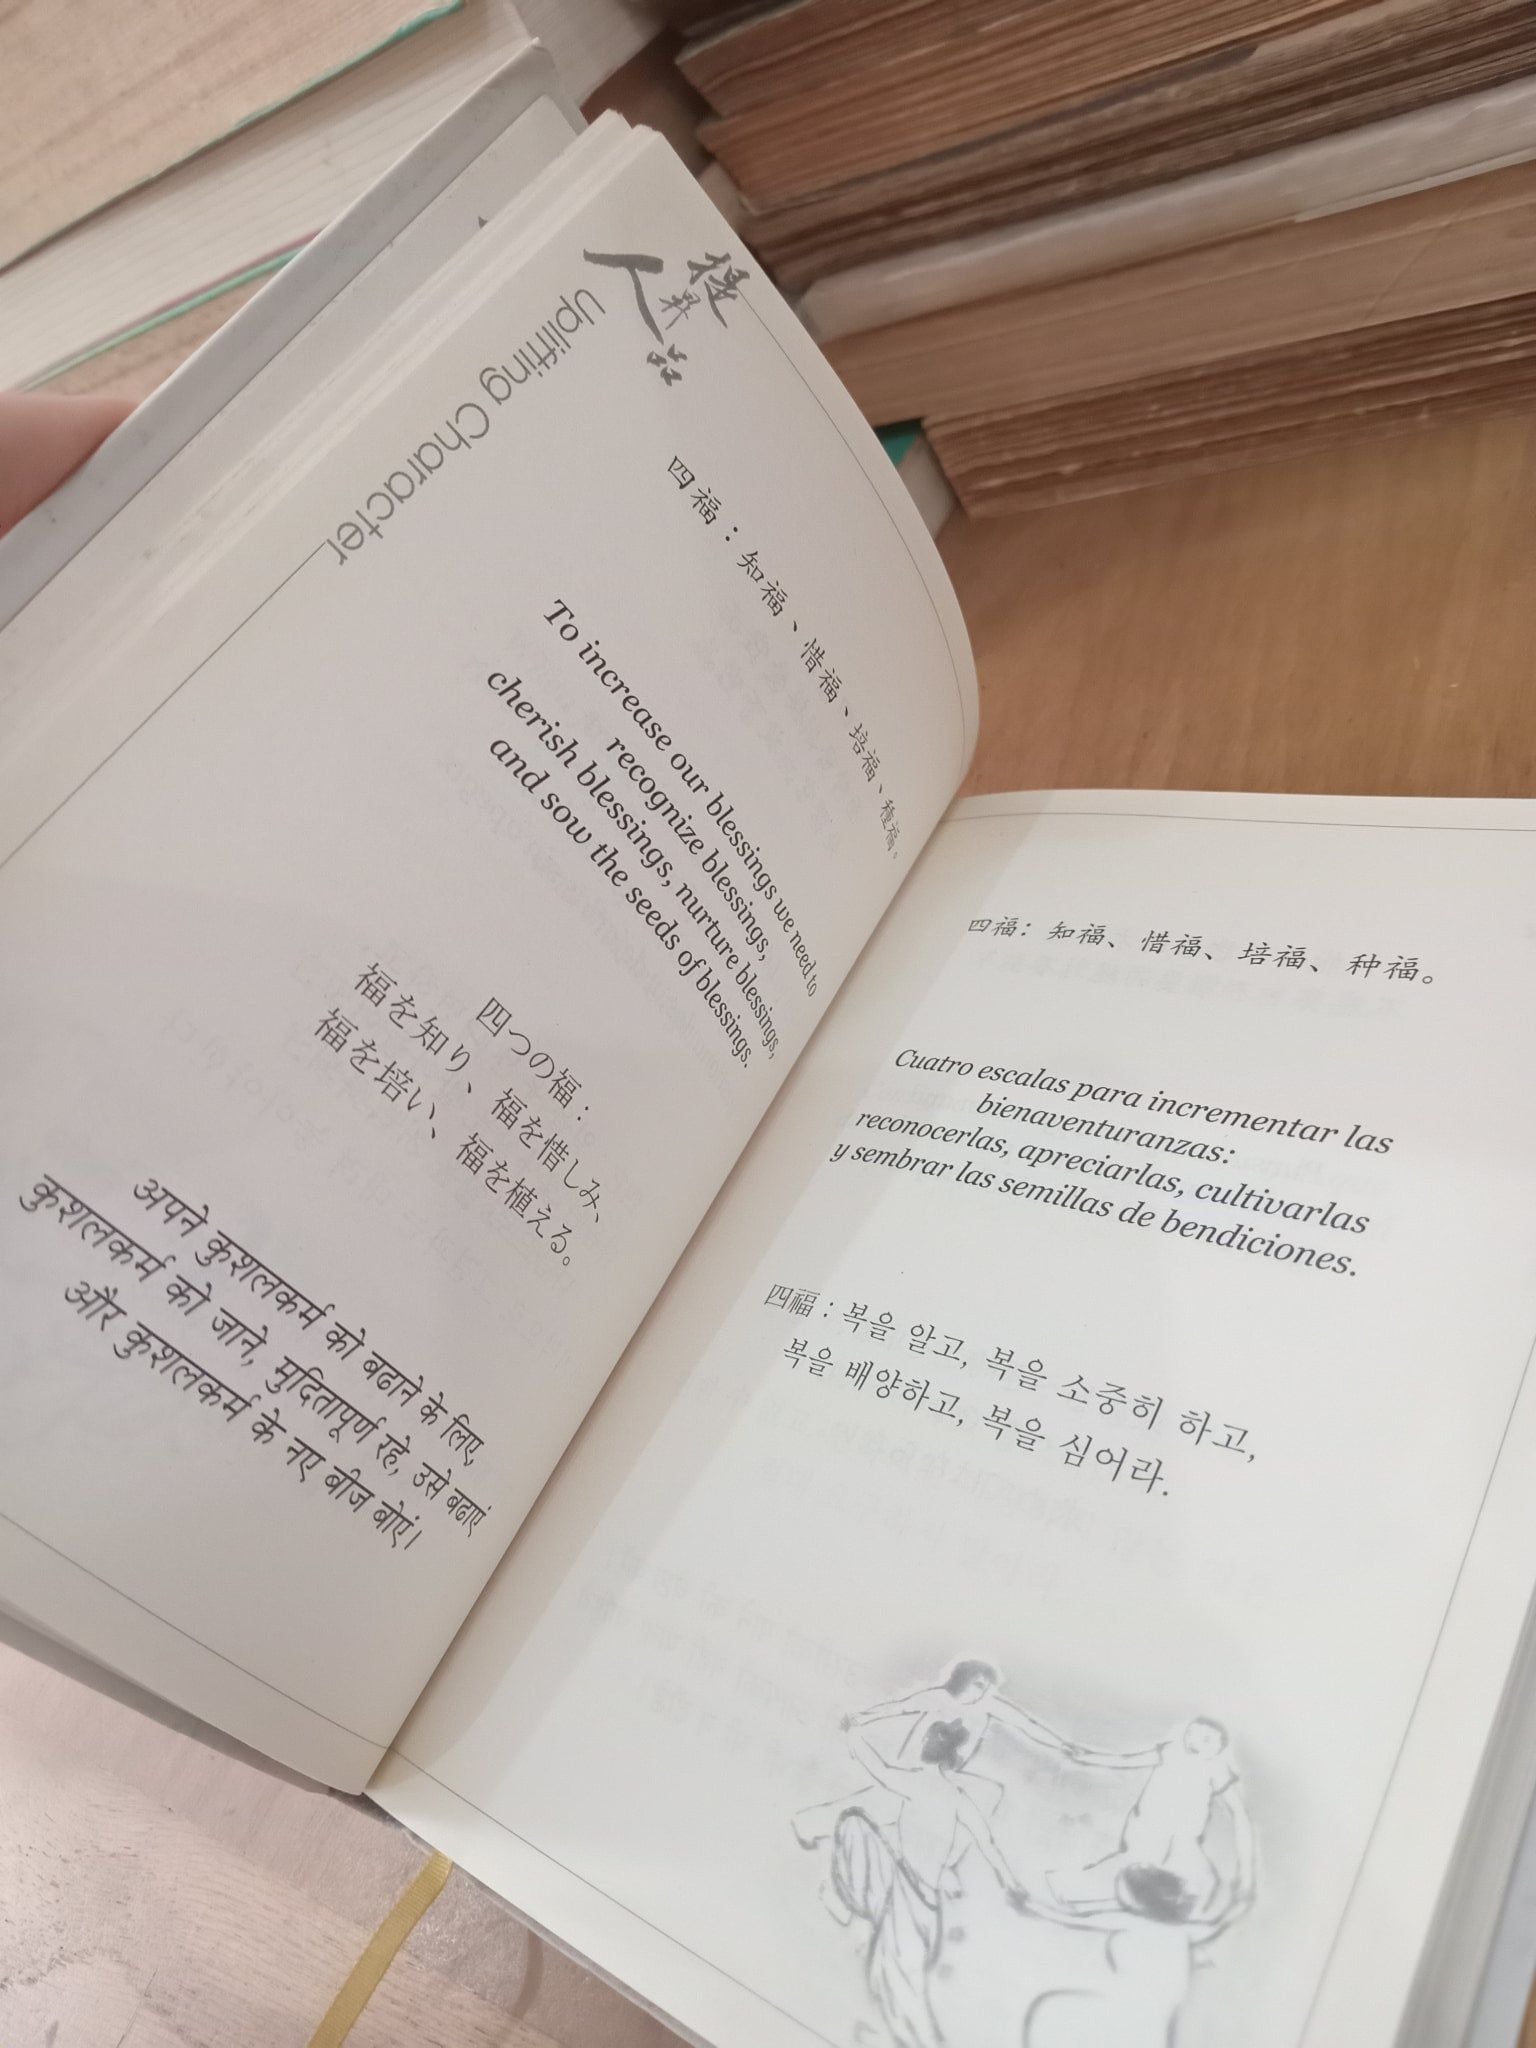 提昇人品
Uplifting Character
四福：知福、惜福、培福、種福。
To increase our blessings we need to
recognize blessings,
cherish blessings, nurture blessings,
and sow the seeds of blessings.
四つの福：
福を知り、福を惜しみ、
福を培い、福を植える。
अपने कुशलकर्म को बढाने के लिए,
कुशलकर्म को जाने, मुदितापूर्ण रहे, उसे बढाएं
और कुशलकर्म के नए बीज बोएं।
四福：知福、惜福、培福、种福。
Cuatro escalas para incrementar las
bienaventuranzas:
reconocerlas, apreciarlas, cultivarlas
y sembrar las semillas de bendiciones.
四福 : 복을 알고, 복을 소중히 하고,
복을 배양하고, 복을 심어라.